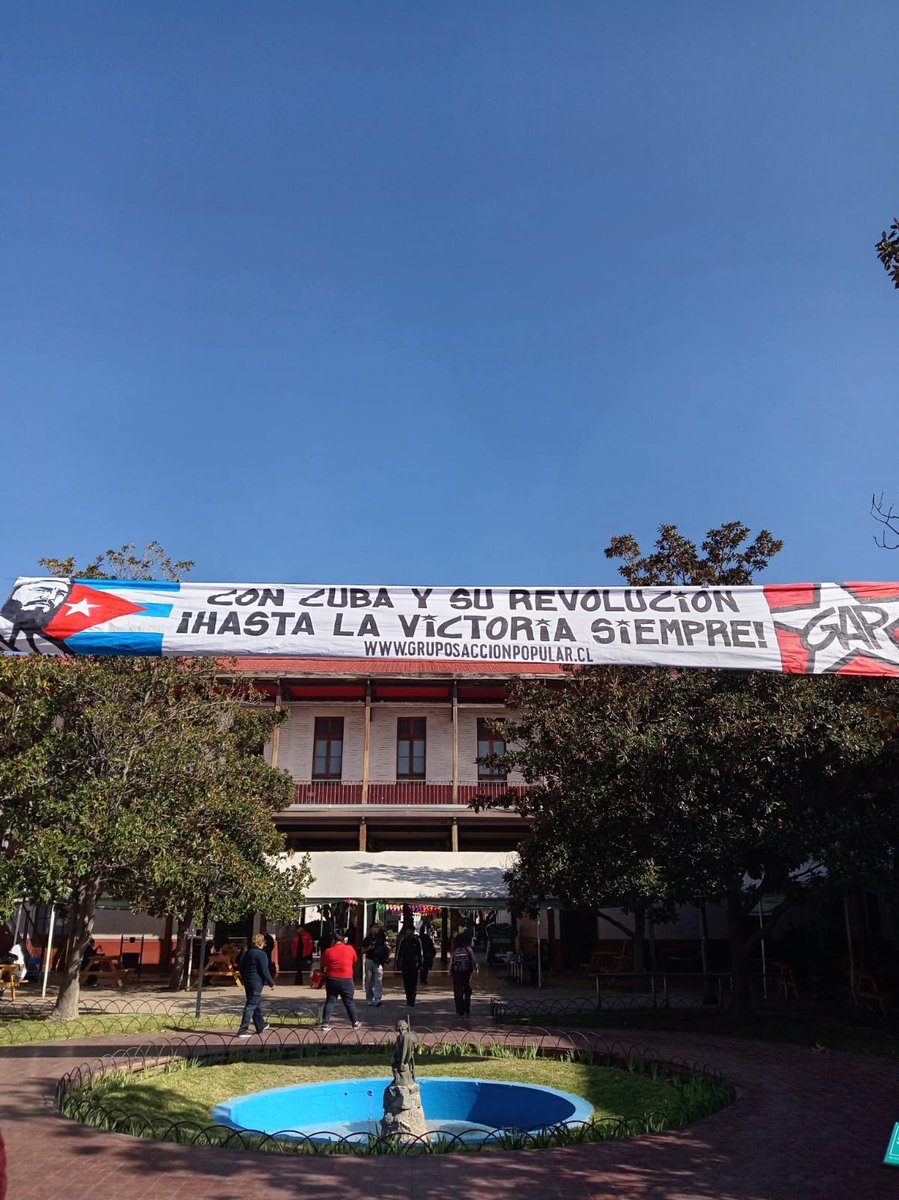 CON CUBA Y SU REVOLUCIÓN
¡HASTA LA VICTORIA SIEMPRE!
WWW.GRUPOSACCIONPOPULAR.CL
GAP